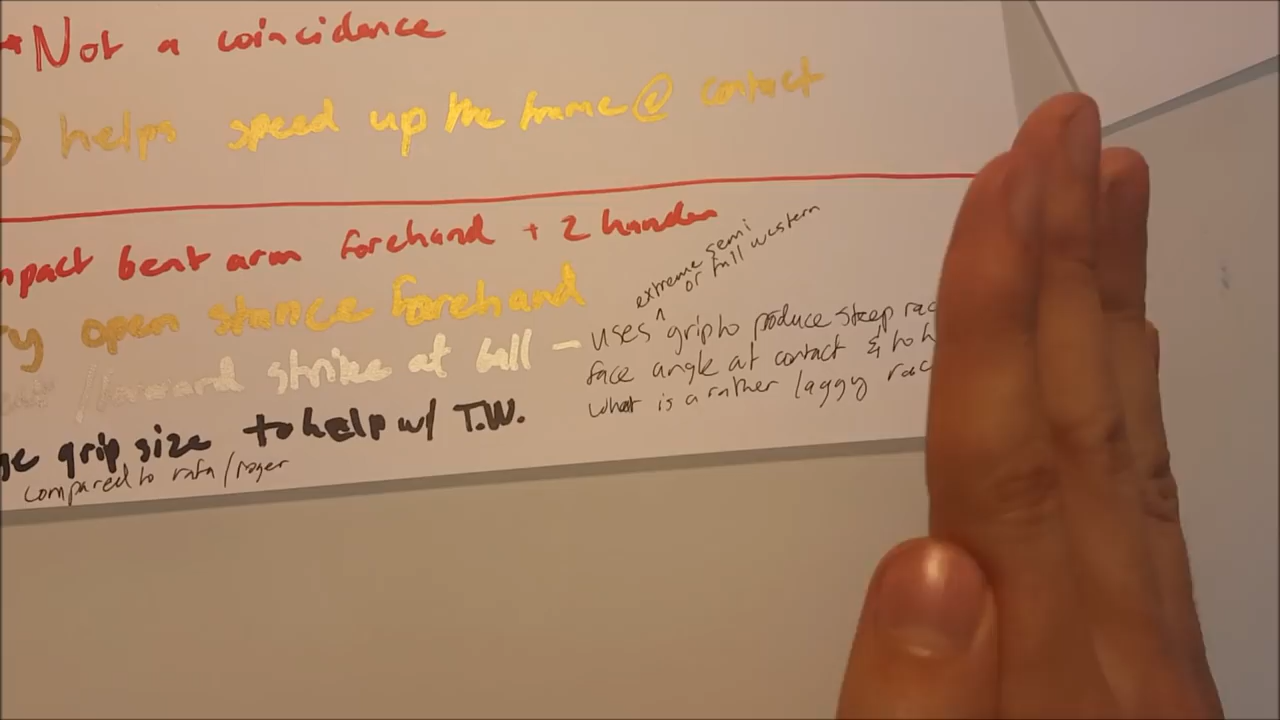 Not a coincidence
helps speed up the frame @ contact
bent arm forehand + 2 hander
open stance forehand
/forward strike at ball -
uses ^ grip to produce steep
extreme semi
or full western
face angle at contact & to
what is a rather laggy
grip size to help w/ T.W.
compared to rafa/roger